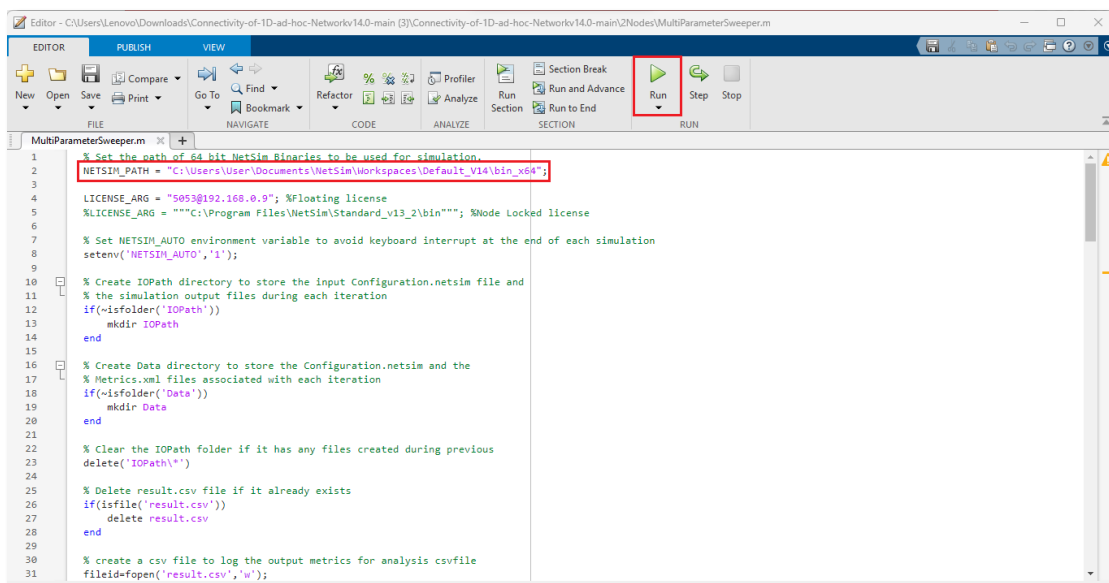 Editor - C:\Users\Lenovo\Downloads\Connectivity-of-1D-ad-hoc-Networkv14.0-main (3)\Connectivity-of-1D-ad-hoc-Networkv14.0-main\2Nodes\MultiParameterSweeper.m
EDITOR PUBLISH VIEW
New Open Save Compare Print Go To Find Bookmark Refactor Profiler Analyze Run Section Section Break Run and Advance Run to End Run Step Stop
FILE NAVIGATE CODE ANALYZE SECTION RUN
MultiParameterSweeper.m
1 % Set the path of 64 bit NetSim Binaries to be used for simulation.
2 NETSIM_PATH = "C:\Users\User\Documents\NetSim\Workspaces\Default_V14\bin_x64";
3
4 LICENSE_ARG = "5053@192.168.0.9"; %Floating license
5 %LICENSE_ARG = """C:\Program Files\NetSim\Standard_v13_2\bin"""; %Node Locked license
6
7 % Set NETSIM_AUTO environment variable to avoid keyboard interrupt at the end of each simulation
8 setenv('NETSIM_AUTO','1');
9
10 % Create IOPath directory to store the input Configuration.netsim file and
11 % the simulation output files during each iteration
12 if(~isfolder('IOPath'))
13 mkdir IOPath
14 end
15
16 % Create Data directory to store the Configuration.netsim and the
17 % Metrics.xml files associated with each iteration
18 if(~isfolder('Data'))
19 mkdir Data
20 end
21
22 % Clear the IOPath folder if it has any files created during previous
23 delete('IOPath\*')
24
25 % Delete result.csv file if it already exists
26 if(isfile('result.csv'))
27 delete result.csv
28 end
29
30 % create a csv file to log the output metrics for analysis csvfile
31 fileid=fopen('result.csv','w');